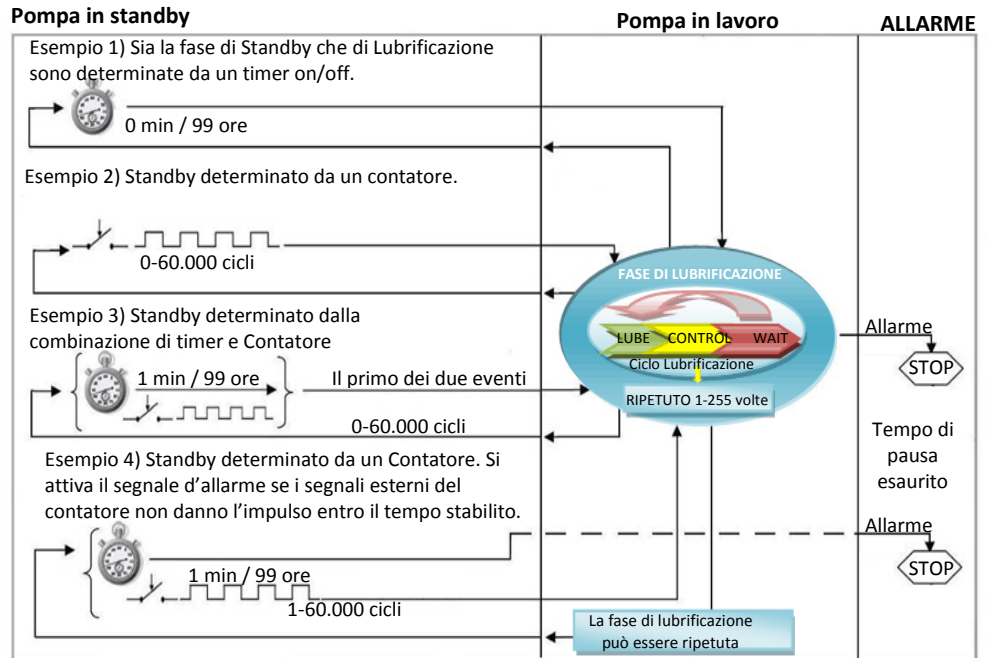 Pompa in standby
Pompa in lavoro
ALLARME
Esempio 1) Sia la fase di Standby che di Lubrificazione
sono determinate da un timer on/off.
0 min / 99 ore
Esempio 2) Standby determinato da un contatore.
0-60.000 cicli
FASE DI LUBRIFICAZIONE
LUBE
CONTROL
WAIT
Ciclo Lubrificazione
RIPETUTO 1-255 volte
Allarme
STOP
Esempio 3) Standby determinato dalla
combinazione di timer e Contatore
1 min / 99 ore
Il primo dei due eventi
0-60.000 cicli
Tempo di
pausa
esaurito
Esempio 4) Standby determinato da un Contatore. Si
attiva il segnale d’allarme se i segnali esterni del
contatore non danno l’impulso entro il tempo stabilito.
Allarme
STOP
1 min / 99 ore
1-60.000 cicli
La fase di lubrificazione
può essere ripetuta